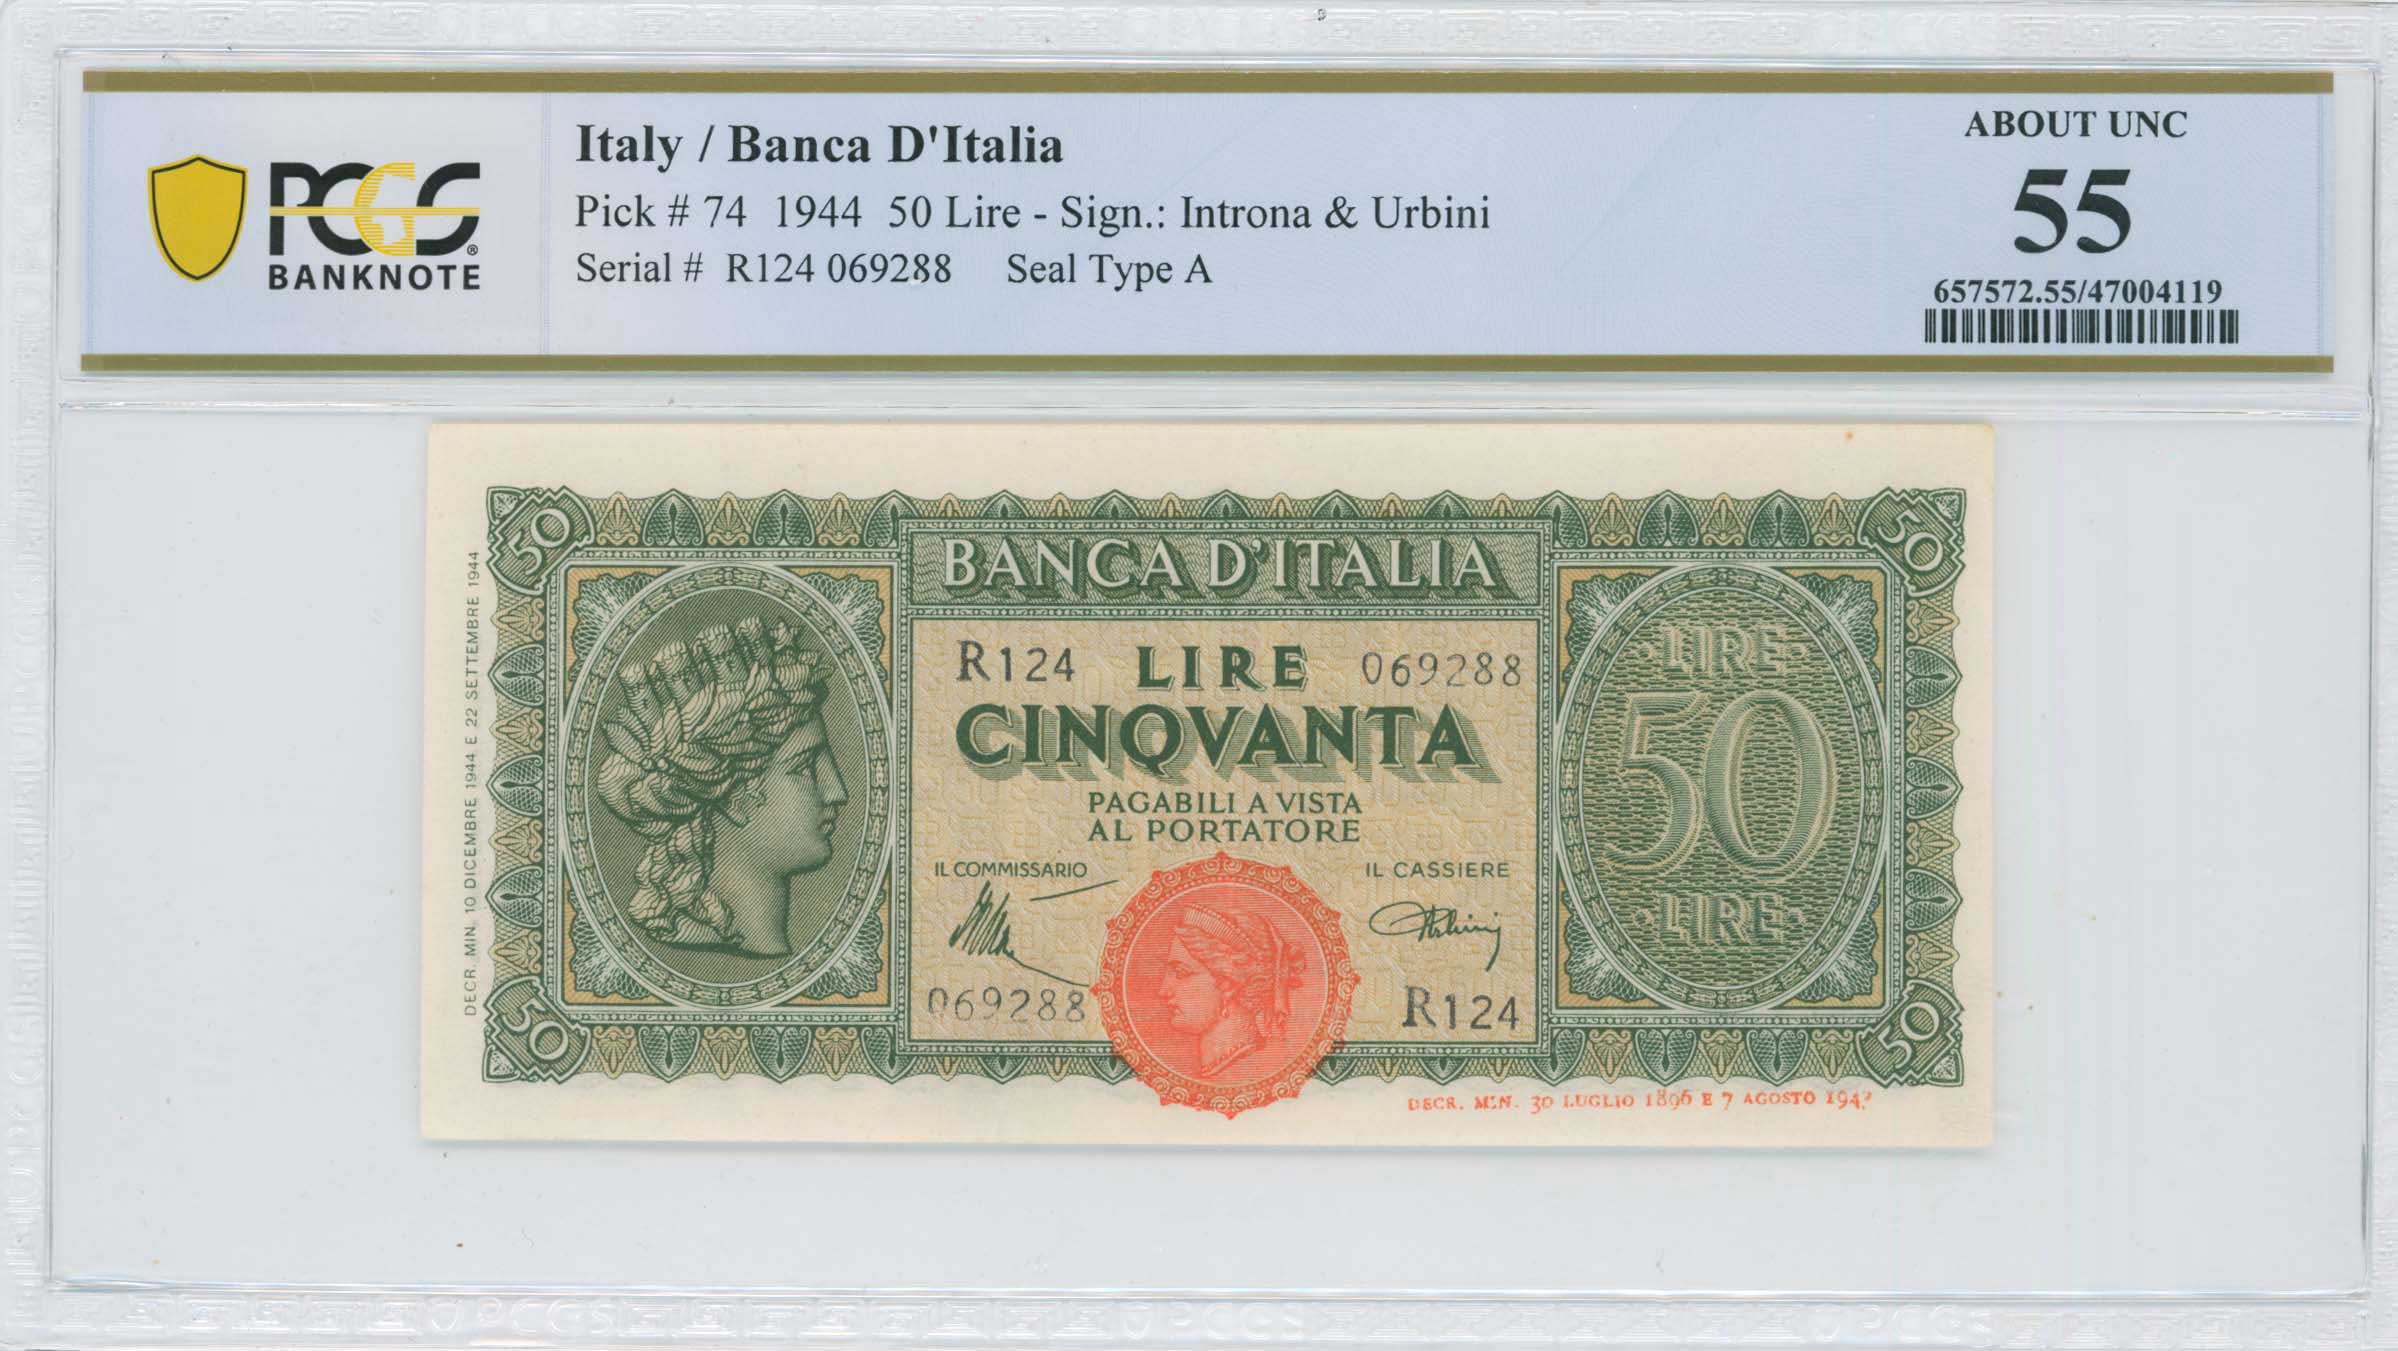 PCGS
BANKNOTE
Italy / Banca D'Italia
Pick # 74 1944 50 Lire - Sign.: Introna & Urbini
Serial # R124 069288 Seal Type A
ABOUT UNC
55
657572.55/47004119
50
50
BANCA D'ITALIA
R124 LIRE 069288
CINQVANTA
PAGABILI A VISTA
AL PORTATORE
IL COMMISSARIO
IL CASSIERE
069288
R124
LIRE
50
LIRE
50
50
DECR. MIN. 10 DICEMBRE 1944 E 22 SETTEMBRE 1944
DECR. MIN. 30 LUGLIO 1896 E 7 AGOSTO